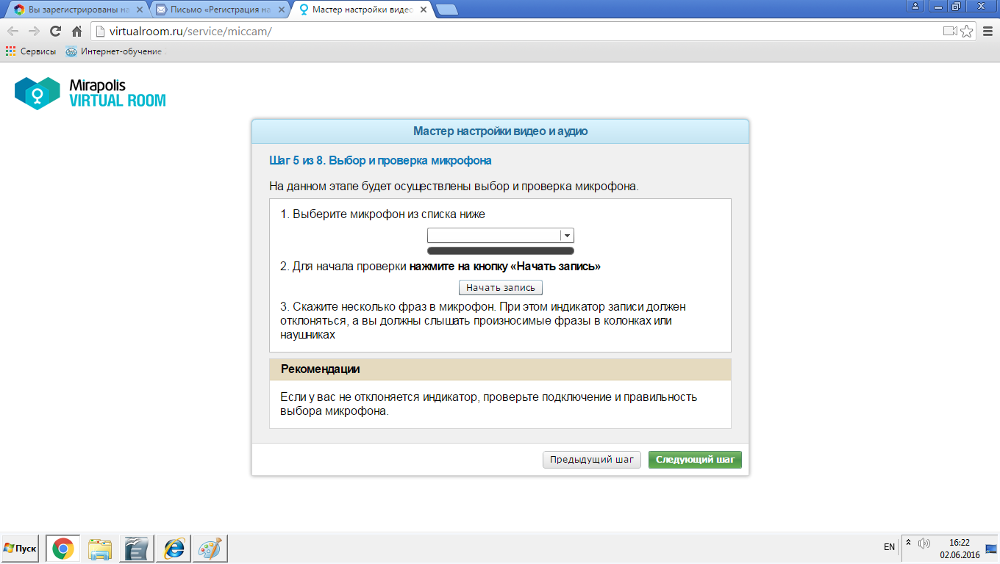 Вы зарегистрированы на
Письмо «Регистрация на
Мастер настройки видео
virtualroom.ru/service/miccam/
Сервисы
Интернет-обучение
Mirapolis
VIRTUAL ROOM
Мастер настройки видео и аудио
Шаг 5 из 8. Выбор и проверка микрофона
На данном этапе будет осуществлены выбор и проверка микрофона.
1. Выберите микрофон из списка ниже
2. Для начала проверки нажмите на кнопку «Начать запись»
Начать запись
3. Скажите несколько фраз в микрофон. При этом индикатор записи должен
отклоняться, а вы должны слышать произносимые фразы в колонках или
наушниках
Рекомендации
Если у вас не отклоняется индикатор, проверьте подключение и правильность
выбора микрофона.
Предыдущий шаг
Следующий шаг
Пуск
EN
16:22
02.06.2016